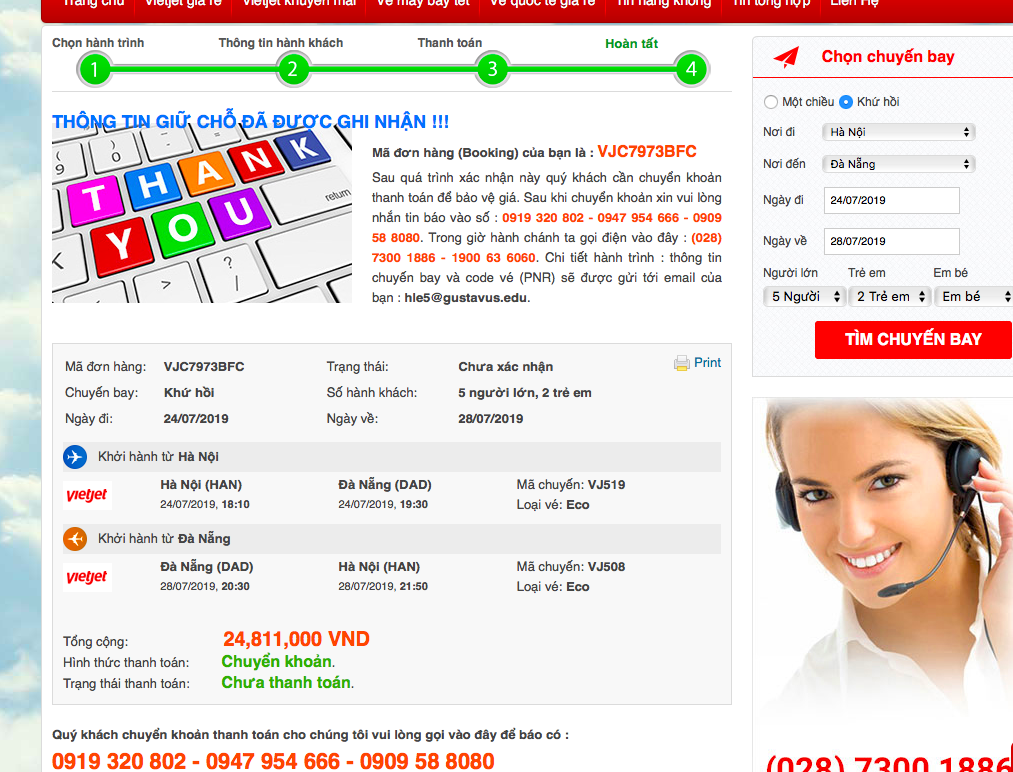 Trang chủ Vietjet giá rẻ Vietjet khuyến mãi Vé máy bay tết Vé quốc tế giá rẻ Tin hàng không Tin tổng hợp Liên Hệ
Chọn hành trình Thông tin hành khách Thanh toán Hoàn tất
1 2 3 4
THÔNG TIN GIỮ CHỖ ĐÃ ĐƯỢC GHI NHẬN !!!
THANK
YOU
return
Mã đơn hàng (Booking) của bạn là : VJC7973BFC
Sau quá trình xác nhận này quý khách cần chuyển khoản
thanh toán để bảo vệ giá. Sau khi chuyển khoản xin vui lòng
nhắn tin báo vào số : 0919 320 802 - 0947 954 666 - 0909
58 8080. Trong giờ hành chánh ta gọi điện vào đây : (028)
7300 1886 - 1900 63 6060. Chi tiết hành trình : thông tin
chuyến bay và code vé (PNR) sẽ được gửi tới email của
bạn : hle5@gustavus.edu.
Mã đơn hàng: VJC7973BFC Trạng thái: Chưa xác nhận Print
Chuyến bay: Khứ hồi Số hành khách: 5 người lớn, 2 trẻ em
Ngày đi: 24/07/2019 Ngày về: 28/07/2019
Khởi hành từ Hà Nội
vietjet Hà Nội (HAN) Đà Nẵng (DAD) Mã chuyến: VJ519
24/07/2019, 18:10 24/07/2019, 19:30 Loại vé: Eco
Khởi hành từ Đà Nẵng
vietjet Đà Nẵng (DAD) Hà Nội (HAN) Mã chuyến: VJ508
28/07/2019, 20:30 28/07/2019, 21:50 Loại vé: Eco
Tổng cộng: 24,811,000 VND
Hình thức thanh toán: Chuyển khoản.
Trạng thái thanh toán: Chưa thanh toán.
Quý khách chuyển khoản thanh toán cho chúng tôi vui lòng gọi vào đây để báo có :
0919 320 802 - 0947 954 666 - 0909 58 8080
Chọn chuyến bay
Một chiều Khứ hồi
Nơi đi Hà Nội
Nơi đến Đà Nẵng
Ngày đi 24/07/2019
Ngày về 28/07/2019
Người lớn Trẻ em Em bé
5 Người 2 Trẻ em Em bé
TÌM CHUYẾN BAY
(028) 7300 1886